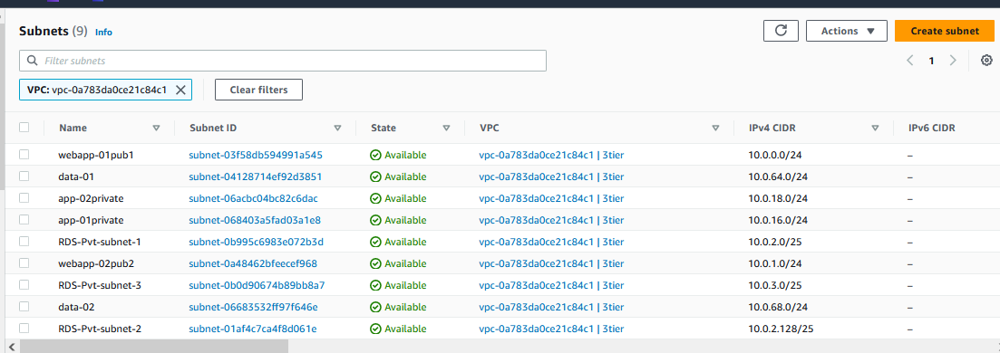 Subnets (9) Info
Actions
Create subnet
Filter subnets
1
VPC: vpc-0a783da0ce21c84c1
Clear filters
Name Subnet ID State VPC IPv4 CIDR IPv6 CIDR
webapp-01pub1 subnet-03f58db594991a545 Available vpc-0a783da0ce21c84c1 | 3tier 10.0.0.0/24 –
data-01 subnet-04128714ef92d3851 Available vpc-0a783da0ce21c84c1 | 3tier 10.0.64.0/24 –
app-02private subnet-06acbc04bc82c6dac Available vpc-0a783da0ce21c84c1 | 3tier 10.0.18.0/24 –
app-01private subnet-068403a5fad03a1e8 Available vpc-0a783da0ce21c84c1 | 3tier 10.0.16.0/24 –
RDS-Pvt-subnet-1 subnet-0b995c6983e072b3d Available vpc-0a783da0ce21c84c1 | 3tier 10.0.2.0/25 –
webapp-02pub2 subnet-0a48462bfeecef968 Available vpc-0a783da0ce21c84c1 | 3tier 10.0.1.0/24 –
RDS-Pvt-subnet-3 subnet-0b0d90674b89bb8a7 Available vpc-0a783da0ce21c84c1 | 3tier 10.0.3.0/25 –
data-02 subnet-06683532ff97f646e Available vpc-0a783da0ce21c84c1 | 3tier 10.0.68.0/24 –
RDS-Pvt-subnet-2 subnet-01af4c7ca4f8d061e Available vpc-0a783da0ce21c84c1 | 3tier 10.0.2.128/25 –